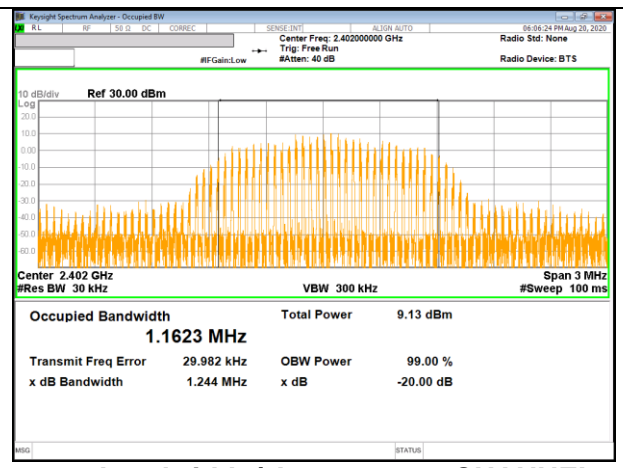 Keysight Spectrum Analyzer - Occupied BW
RL RF 50 Ω DC CORREC SENSE:INT ALIGN AUTO 06:06:24 PM Aug 20, 2020
Center Freq: 2.402000000 GHz Radio Std: None
Trig: Free Run
#IFGain:Low #Atten: 40 dB Radio Device: BTS
10 dB/div Ref 30.00 dBm
Log
20.0
10.0
0.00
-10.0
-20.0
-30.0
-40.0
-50.0
-60.0
Center 2.402 GHz Span 3 MHz
#Res BW 30 kHz VBW 300 kHz #Sweep 100 ms
Occupied Bandwidth Total Power 9.13 dBm
1.1623 MHz
Transmit Freq Error 29.982 kHz OBW Power 99.00 %
x dB Bandwidth 1.244 MHz x dB -20.00 dB
MSG STATUS